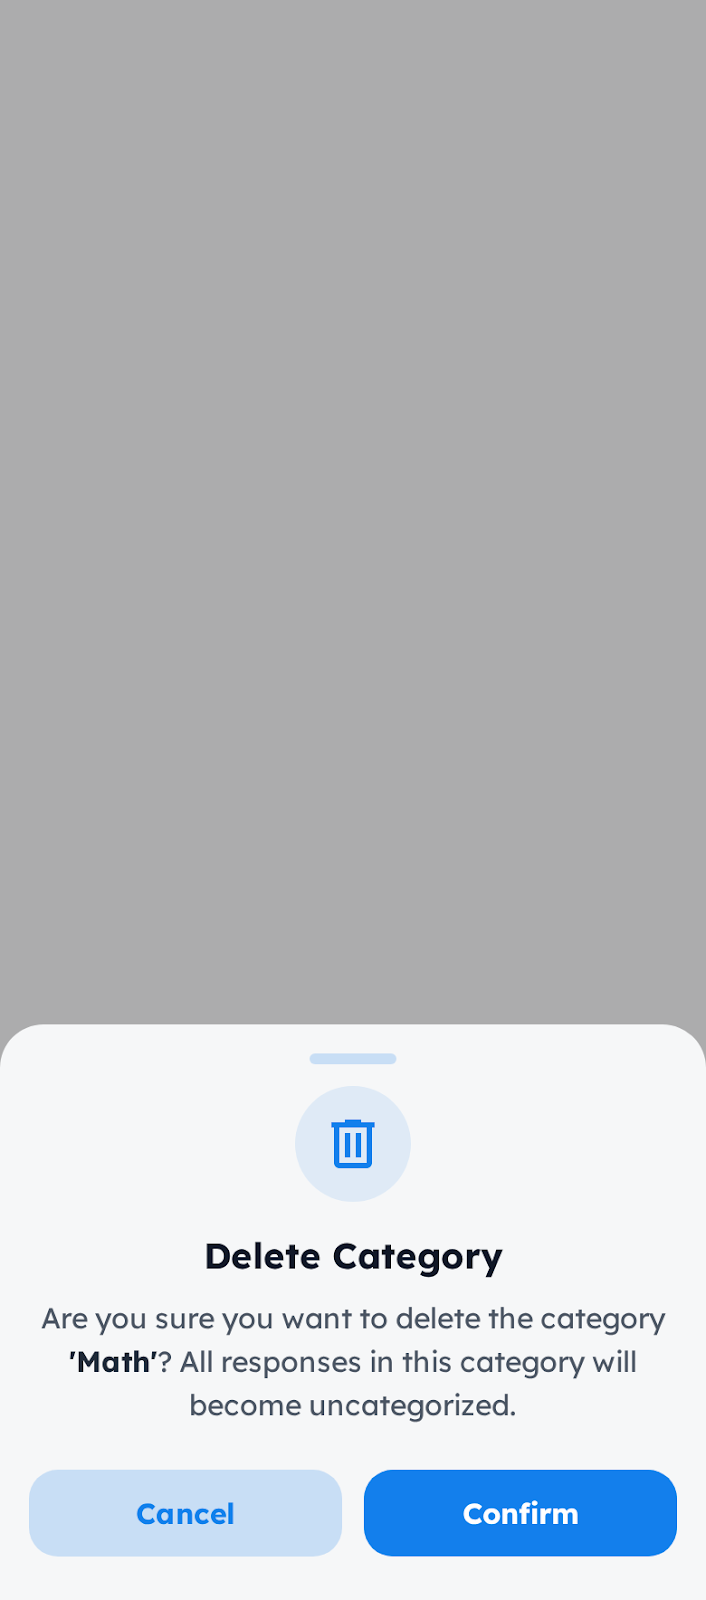 Delete Category
Are you sure you want to delete the category
'Math'? All responses in this category will
become uncategorized.
Cancel
Confirm